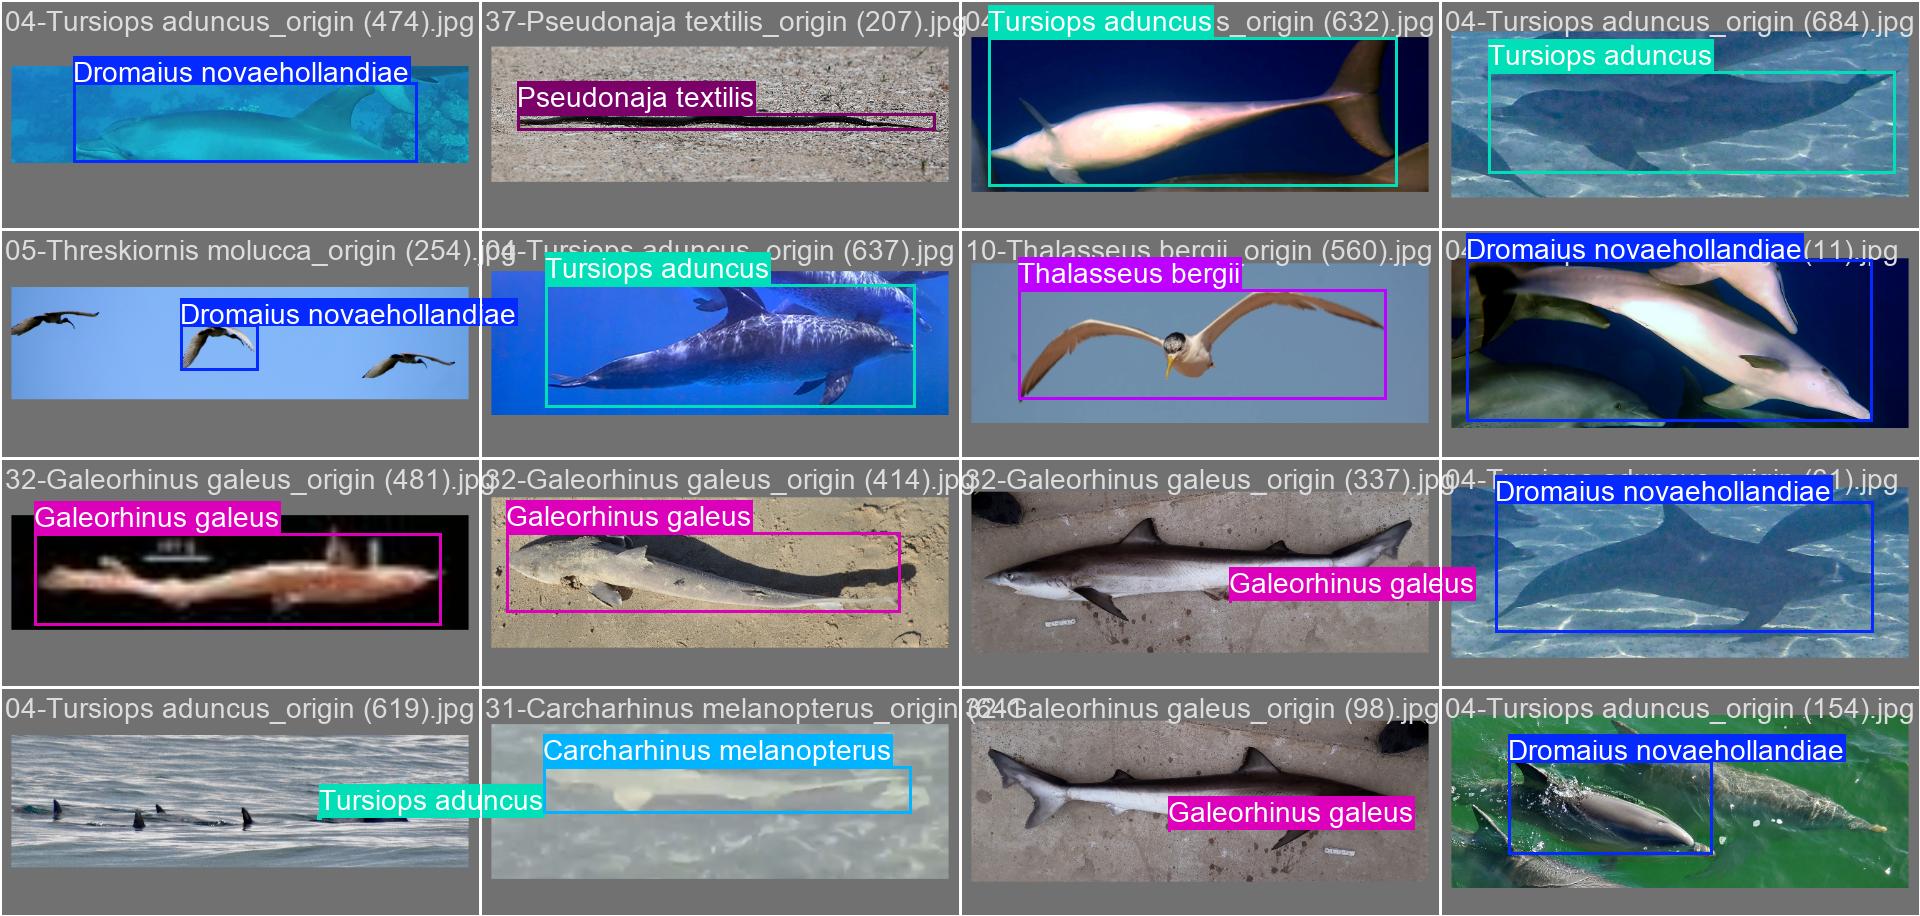 04-Tursiops aduncus_origin (474).jpg
Dromaius novaehollandiae
37-Pseudonaja textilis_origin (207).jpg
Pseudonaja textilis
04
Tursiops aduncus
s_origin (632).jpg
04-Tursiops aduncus_origin (684).jpg
Tursiops aduncus
05-Threskiornis molucca_origin (254).jpg
Dromaius novaehollandiae
04-Tursiops aduncus_origin (637).jpg
Tursiops aduncus
10-Thalasseus bergii_origin (560).jpg
Thalasseus bergii
04
Dromaius novaehollandiae
(11).jpg
32-Galeorhinus galeus_origin (481).jpg
Galeorhinus galeus
32-Galeorhinus galeus_origin (414).jpg
Galeorhinus galeus
32-Galeorhinus galeus_origin (337).jpg
Galeorhinus galeus
04-Tursiops aduncus_origin (61).jpg
Dromaius novaehollandiae
04-Tursiops aduncus_origin (619).jpg
Tursiops aduncus
31-Carcharhinus melanopterus_origin
Carcharhinus melanopterus
32-Galeorhinus galeus_origin (98).jpg
Galeorhinus galeus
04-Tursiops aduncus_origin (154).jpg
Dromaius novaehollandiae